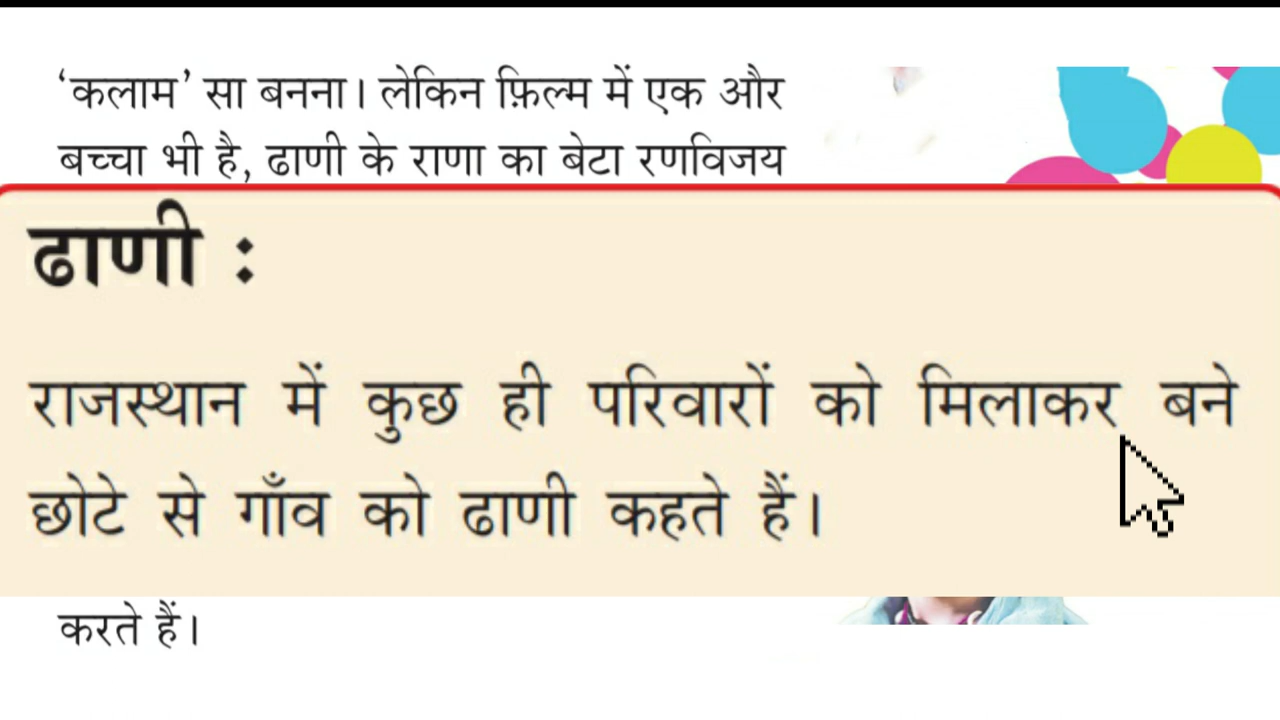 ‘कलाम’ सा बनना। लेकिन फ़िल्म में एक और
बच्चा भी है, ढाणी के राणा का बेटा रणविजय
ढाणी :
राजस्थान में कुछ ही परिवारों को मिलाकर बने
छोटे से गाँव को ढाणी कहते हैं।
करते हैं।